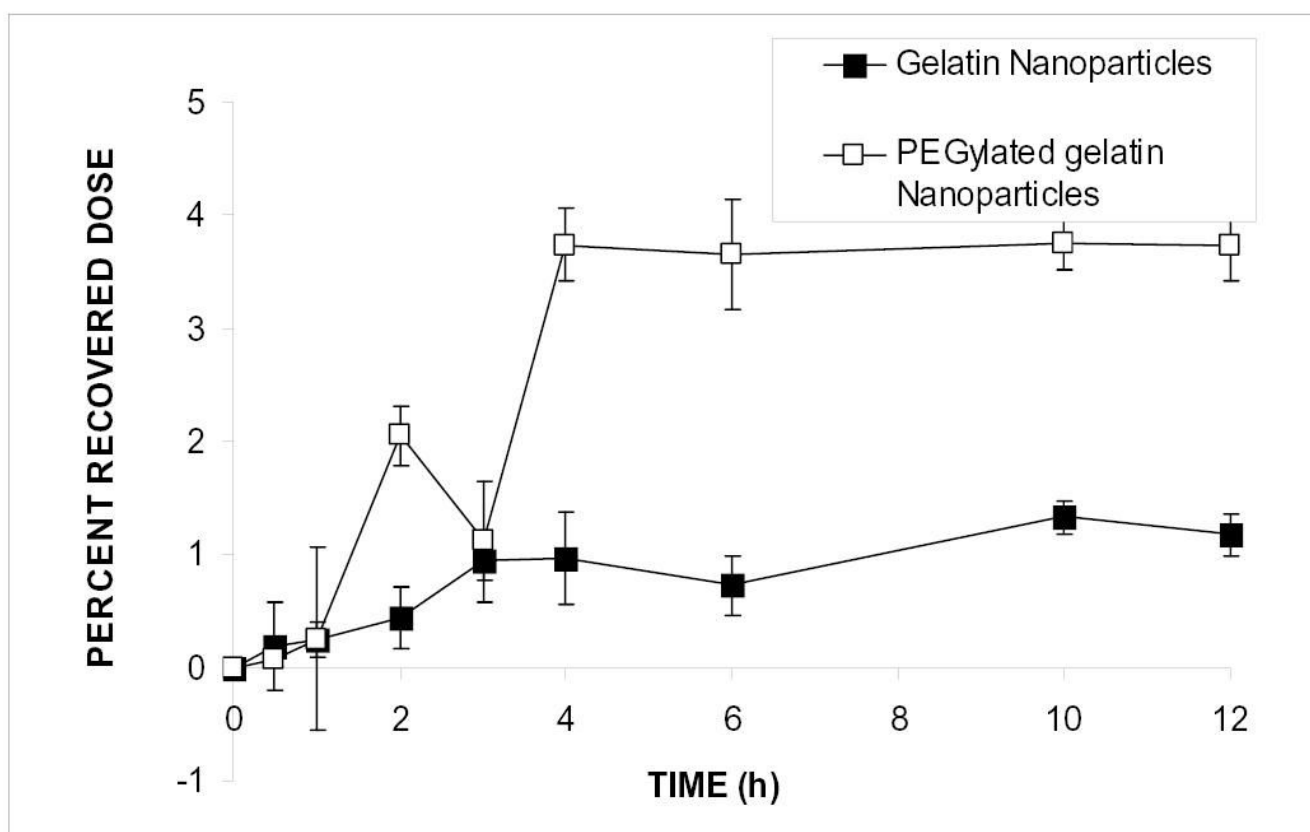 Gelatin Nanoparticles
PEGylated gelatin
Nanoparticles
PERCENT RECOVERED DOSE
5
4
3
2
1
0
-1
0 2 4 6 8 10 12
TIME (h)